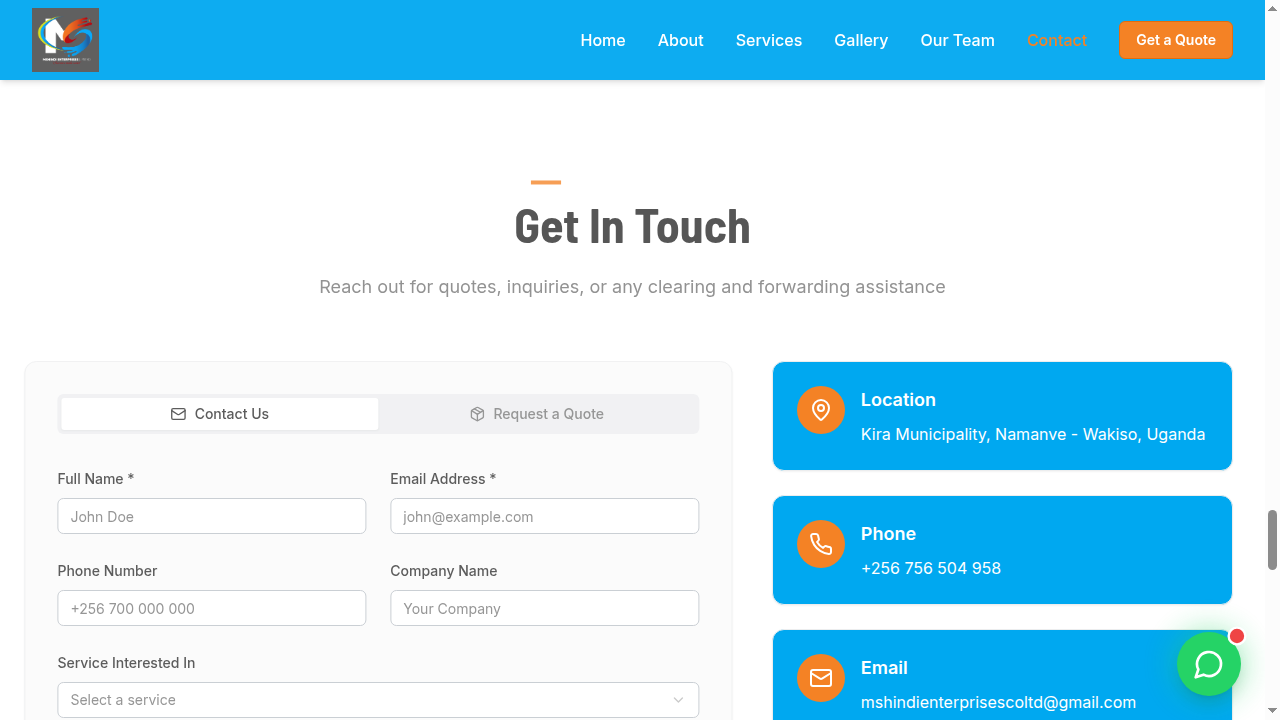 Home
About
Services
Gallery
Our Team
Contact
Get a Quote
Get In Touch
Reach out for quotes, inquiries, or any clearing and forwarding assistance
Contact Us
Request a Quote
Full Name *
Email Address *
John Doe
john@example.com
Phone Number
Company Name
+256 700 000 000
Your Company
Service Interested In
Select a service
Location
Kira Municipality, Namanve - Wakiso, Uganda
Phone
+256 756 504 958
Email
mshindienterprisescoltd@gmail.com